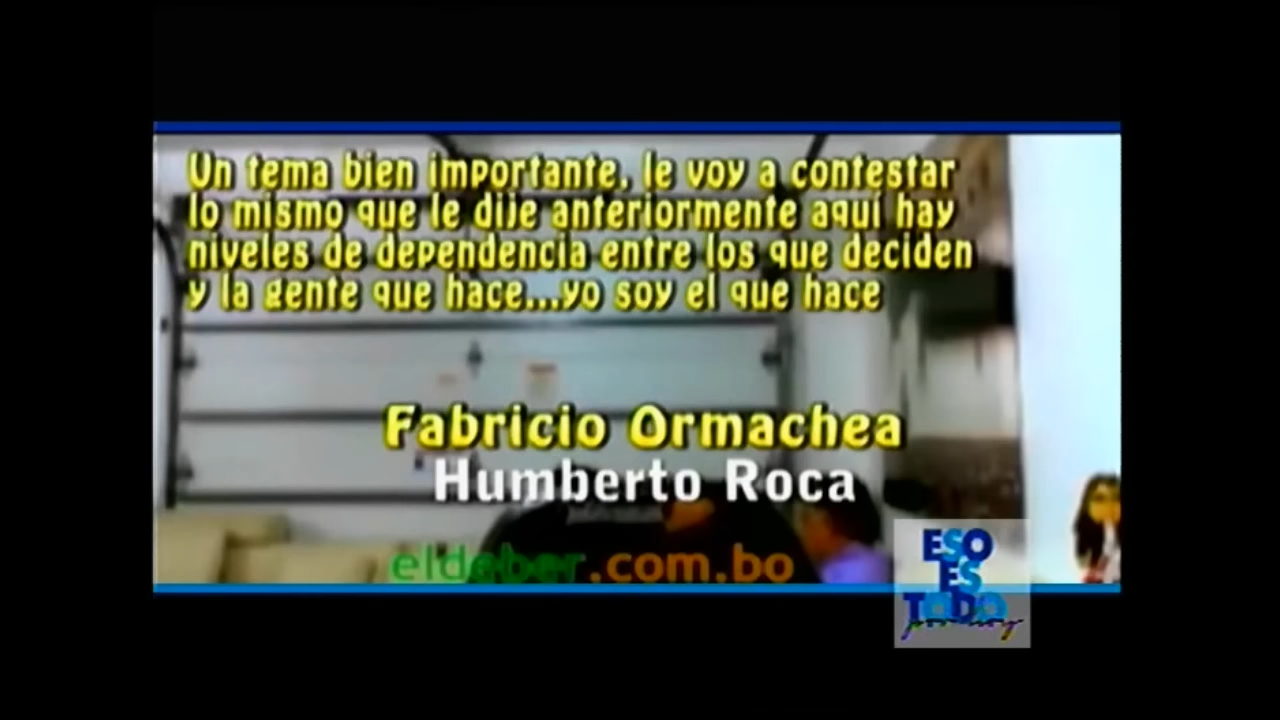 Un tema bien importante, le voy a contestar
lo mismo que le dije anteriormente aquí hay
niveles de dependencia entre los que deciden
y la gente que hace...yo soy el que hace
Fabricio Ormachea
Humberto Roca
eldeber.com.bo
ESO
ES
TODO
por hoy